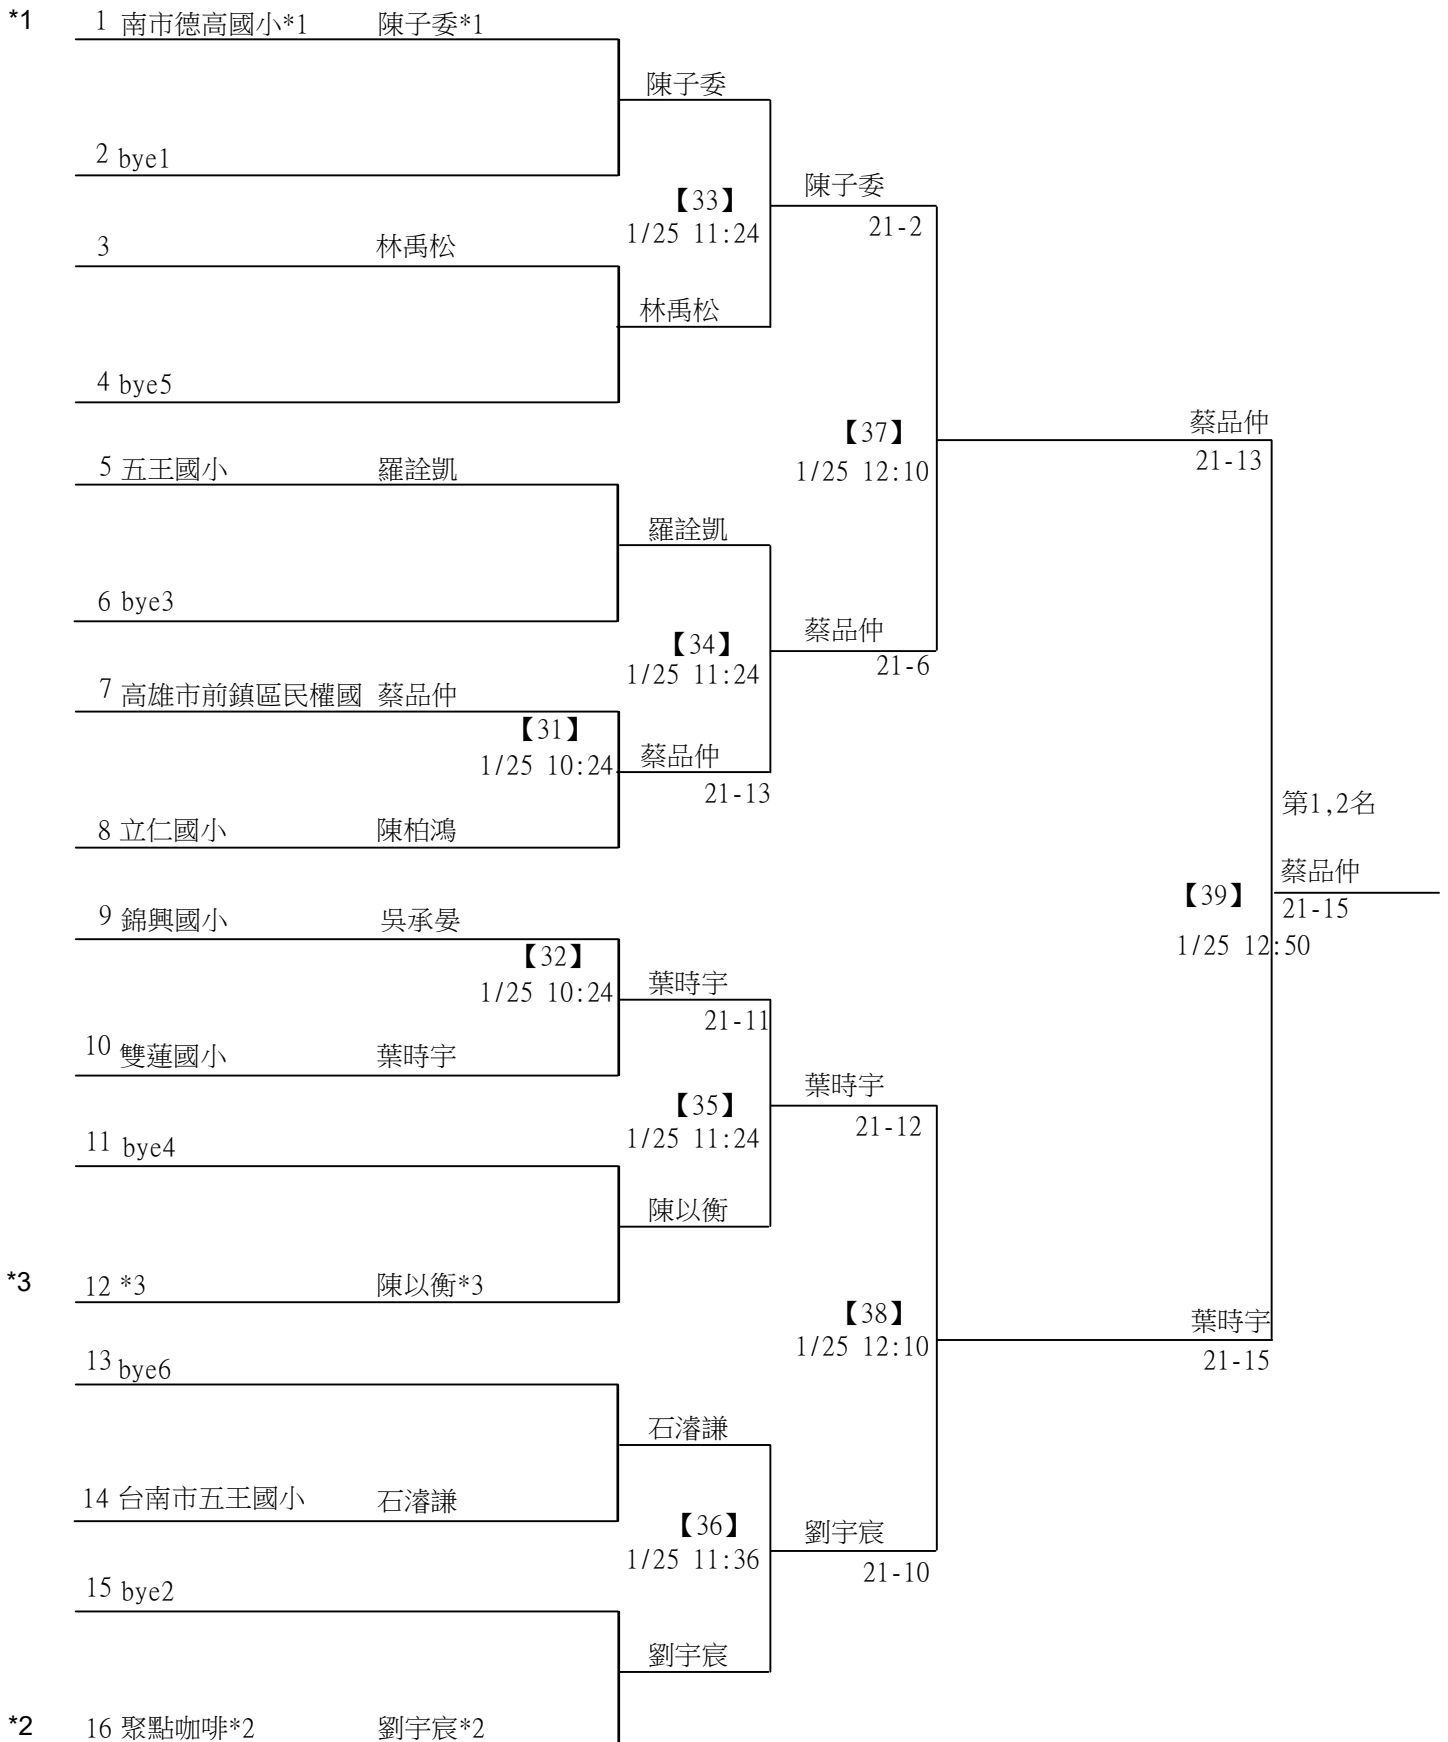 *1 1 南市德高國小*1 陳子委*1
陳子委
2 bye1
陳子委
【33】
1/25 11:24
21-2
3 林禹松
林禹松
4 bye5
蔡品仲
【37】
21-13
1/25 12:10
5 五王國小 羅詮凱
羅詮凱
6 bye3
蔡品仲
【34】
21-6
1/25 11:24
7 高雄市前鎮區民權國 蔡品仲
【31】
1/25 10:24
蔡品仲
21-13
第1,2名
8 立仁國小 陳柏鴻
蔡品仲
【39】
21-15
1/25 12:50
9 錦興國小 吳承晏
【32】
1/25 10:24
葉時宇
21-11
10 雙蓮國小 葉時宇
葉時宇
【35】
21-12
1/25 11:24
11 bye4
陳以衡
*3 12 *3 陳以衡*3
【38】
葉時宇
1/25 12:10
21-15
13 bye6
石濬謙
14 台南市五王國小 石濬謙
【36】
劉宇宸
1/25 11:36
21-10
15 bye2
劉宇宸
*2 16 聚點咖啡*2 劉宇宸*2